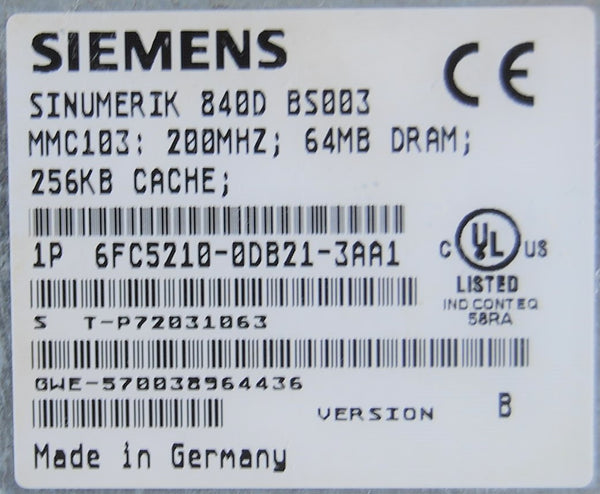 SIEMENS
CE
SINUMERIK 840D BS003
MMC103: 200MHZ; 64MB DRAM;
256KB CACHE;
1P 6FC5210-0DB21-3AA1
C UL US
LISTED
IND CONT EQ
58RA
S T-P72031063
GWE-570038964436
VERSION B
Made in Germany